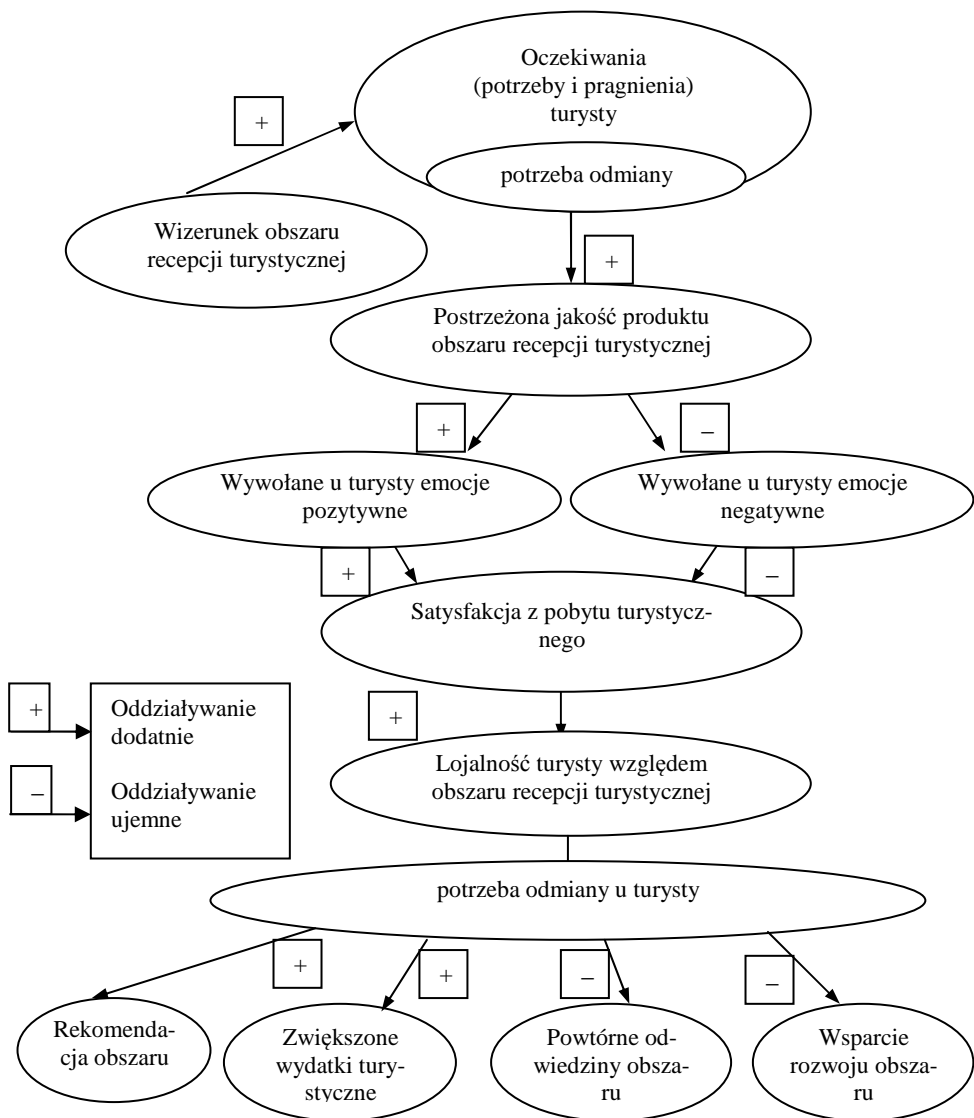 Oczekiwania
(potrzeby i pragnienia)
turysty
+
potrzeba odmiany
Wizerunek obszaru
recepcji turystycznej
+
Postrzeżona jakość produktu
obszaru recepcji turystycznej
+
–
Wywołane u turysty emocje
pozytywne
Wywołane u turysty emocje
negatywne
+
–
Satysfakcja z pobytu turystycz-
nego
+
Oddziaływanie
dodatnie
–
Oddziaływanie
ujemne
+
Lojalność turysty względem
obszaru recepcji turystycznej
potrzeba odmiany u turysty
+
+
–
–
Rekomenda-
cja obszaru
Zwiększone
wydatki tury-
styczne
Powtórne od-
wiedziny obsza-
ru
Wsparcie
rozwoju obsza-
ru